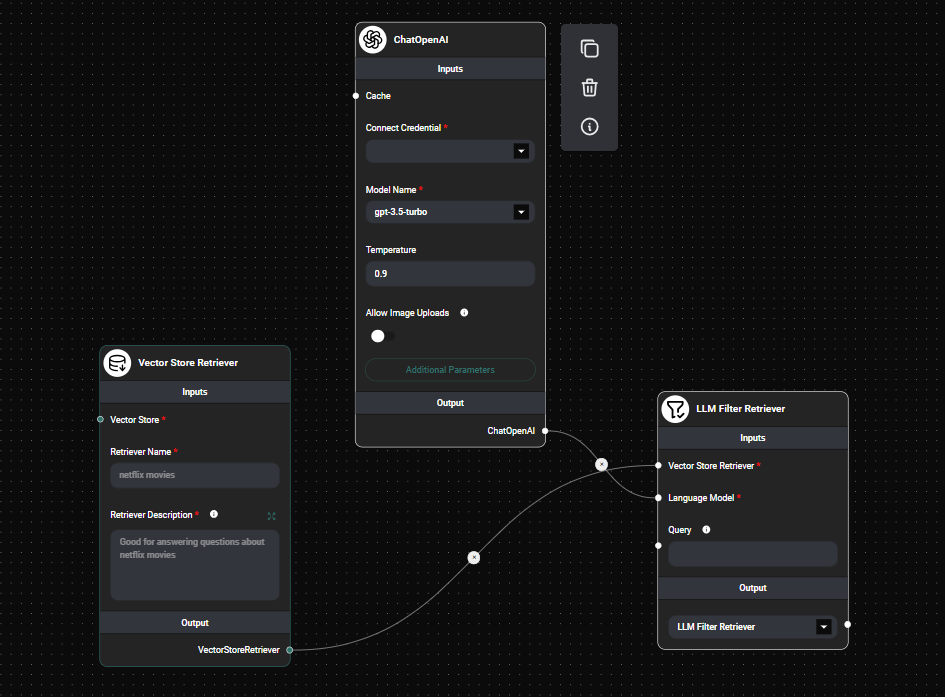 ChatOpenAI
Inputs
Cache
Connect Credential *
Model Name *
gpt-3.5-turbo
Temperature
0.9
Allow Image Uploads
Additional Parameters
Output
ChatOpenAI
Vector Store Retriever
Inputs
Vector Store *
Retriever Name *
netflix movies
Retriever Description *
Good for answering questions about
netflix movies
Output
VectorStoreRetriever
LLM Filter Retriever
Inputs
Vector Store Retriever *
Language Model *
Query
Output
LLM Filter Retriever